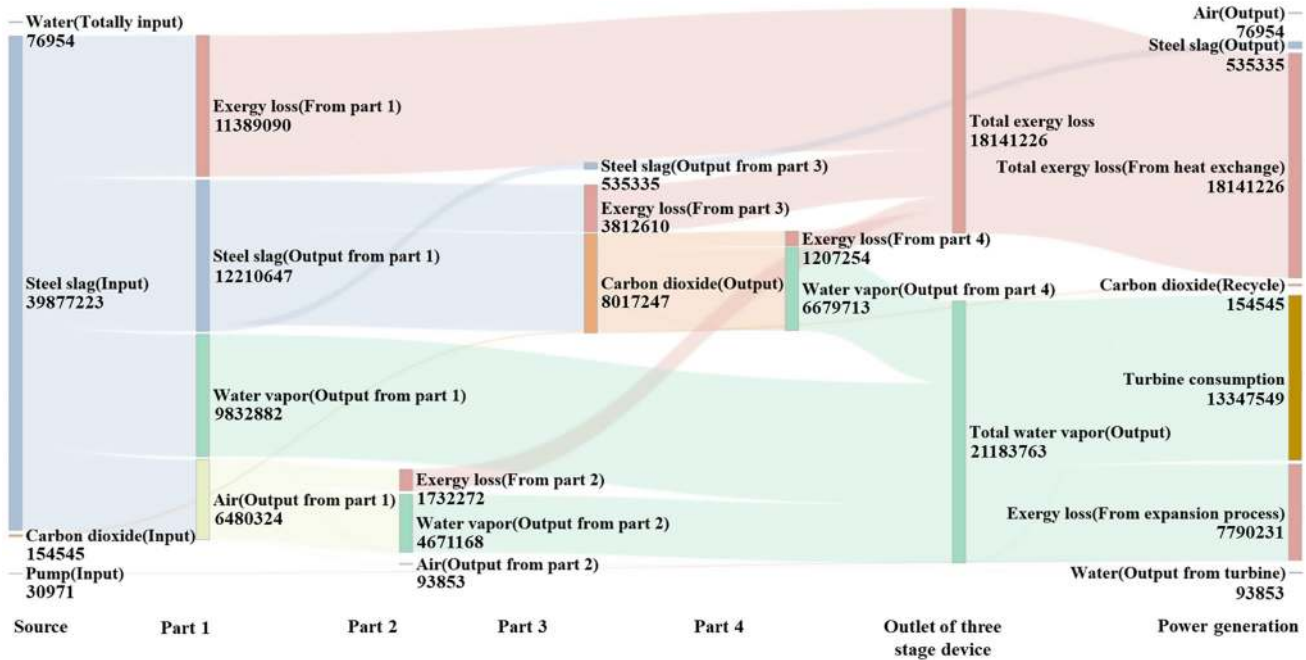 Water(Totally input)
76954
Steel slag(Input)
39877223
Carbon dioxide(Input)
154545
Pump(Input)
30971
Exergy loss(From part 1)
11389090
Steel slag(Output from part 1)
12210647
Water vapor(Output from part 1)
9832882
Air(Output from part 1)
6480324
Exergy loss(From part 2)
1732272
Water vapor(Output from part 2)
4671168
Air(Output from part 2)
93853
Steel slag(Output from part 3)
535335
Exergy loss(From part 3)
3812610
Carbon dioxide(Output)
8017247
Exergy loss(From part 4)
1207254
Water vapor(Output from part 4)
6679713
Total exergy loss
18141226
Total water vapor(Output)
21183763
Air(Output)
76954
Steel slag(Output)
535335
Total exergy loss(From heat exchange)
18141226
Carbon dioxide(Recycle)
154545
Turbine consumption
13347549
Exergy loss(From expansion process)
7790231
Water(Output from turbine)
93853
Source
Part 1
Part 2
Part 3
Part 4
Outlet of three
stage device
Power generation